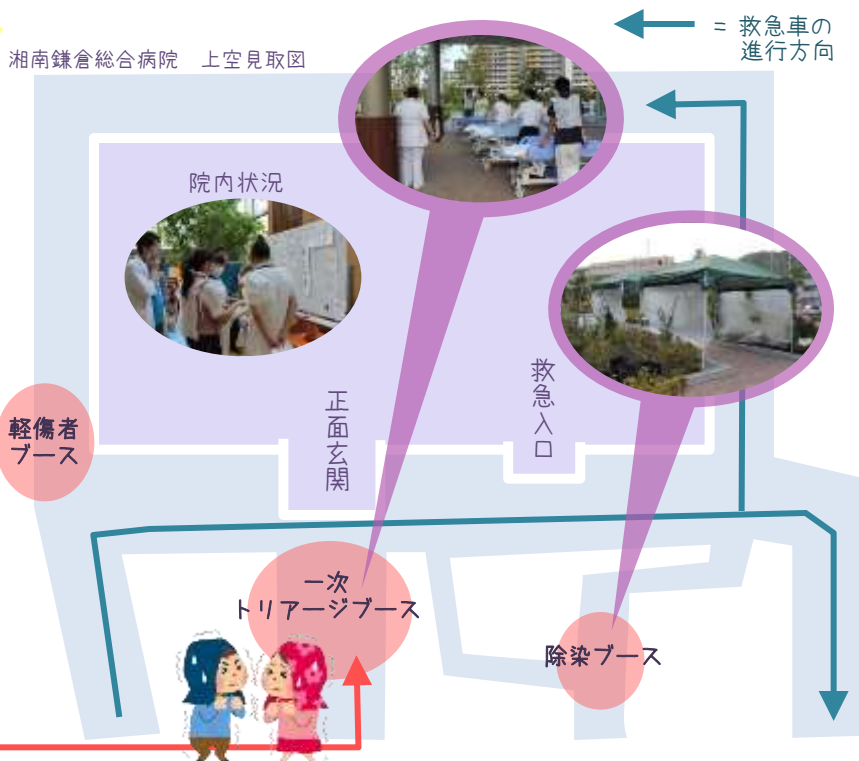 = 救急車の
進行方向
湘南鎌倉総合病院 上空見取図
院内状況
救急入口
正面玄関
軽傷者
ブース
一次
トリアージブース
除染ブース